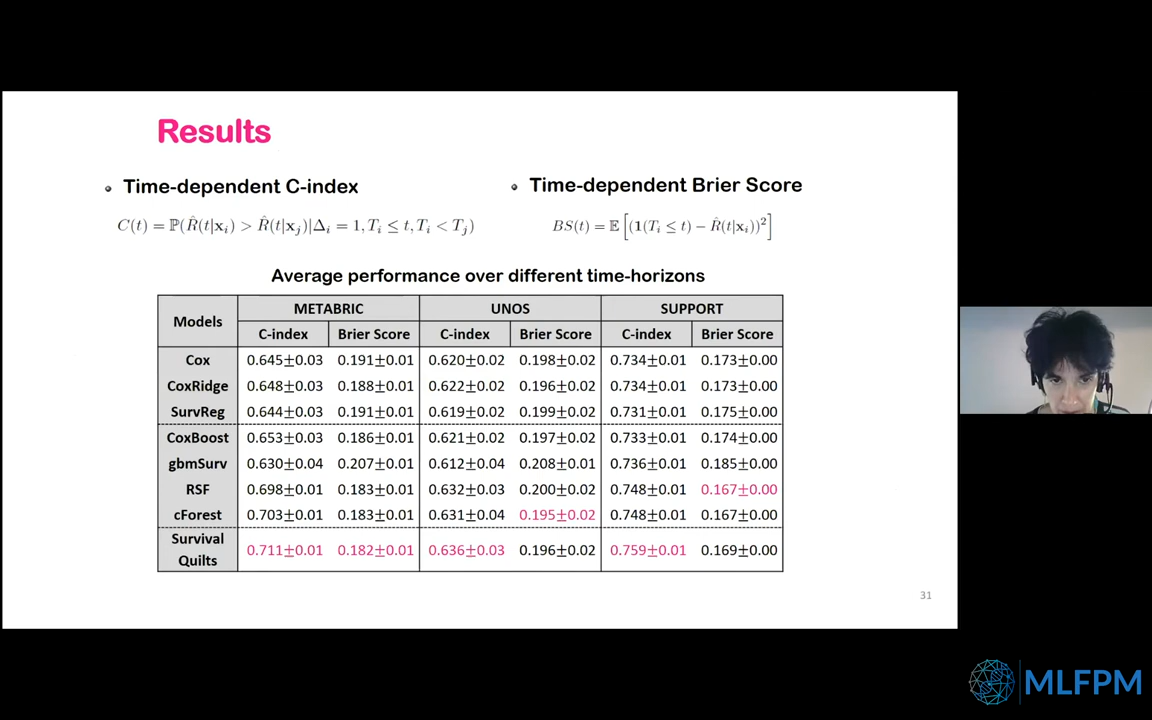 Results
• Time-dependent C-index
• Time-dependent Brier Score
C(t) = ℙ(R̂(t|xᵢ) > R̂(t|xⱼ)|Δᵢ = 1, Tᵢ ≤ t, Tᵢ < Tⱼ)
BS(t) = 𝔼[(1(Tᵢ ≤ t) − R̂(t|xᵢ))²]
Average performance over different time-horizons
Models METABRIC UNOS SUPPORT
C-index Brier Score C-index Brier Score C-index Brier Score
Cox 0.645±0.03 0.191±0.01 0.620±0.02 0.198±0.02 0.734±0.01 0.173±0.00
CoxRidge 0.648±0.03 0.188±0.01 0.622±0.02 0.196±0.02 0.734±0.01 0.173±0.00
SurvReg 0.644±0.03 0.191±0.01 0.619±0.02 0.199±0.02 0.731±0.01 0.175±0.00
CoxBoost 0.653±0.03 0.186±0.01 0.621±0.02 0.197±0.02 0.733±0.01 0.174±0.00
gbmSurv 0.630±0.04 0.207±0.01 0.612±0.04 0.208±0.01 0.736±0.01 0.185±0.00
RSF 0.698±0.01 0.183±0.01 0.632±0.03 0.200±0.02 0.748±0.01 0.167±0.00
cForest 0.703±0.01 0.183±0.01 0.631±0.04 0.195±0.02 0.748±0.01 0.167±0.00
Survival
Quilts 0.711±0.01 0.182±0.01 0.636±0.03 0.196±0.02 0.759±0.01 0.169±0.00
31
MLFPM